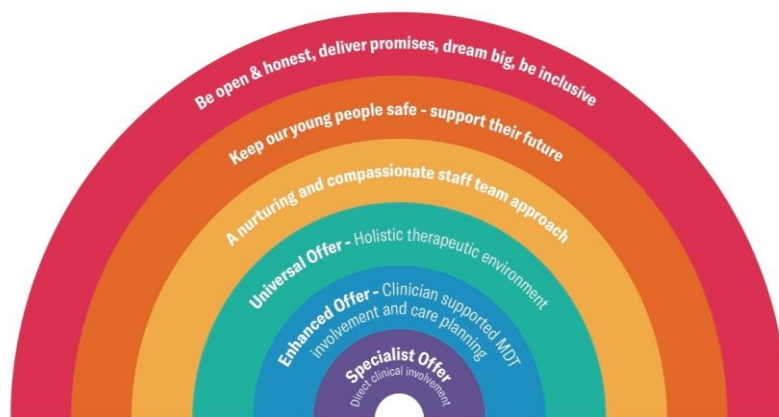 Be open & honest, deliver promises, dream big, be inclusive
Keep our young people safe - support their future
A nurturing and compassionate staff team approach
Universal Offer - Holistic therapeutic environment
Enhanced Offer - Clinician supported MDT
involvement and care planning
Specialist Offer
Direct clinical involvement